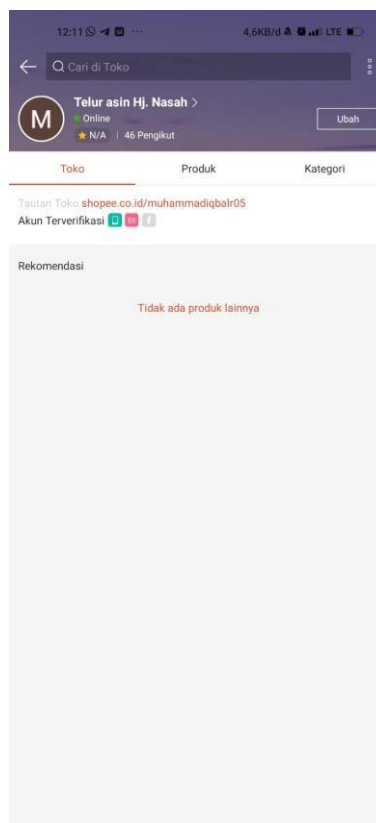 12:11 ... 4,6KB/d LTE
Cari di Toko
M
Telur asin Hj. Nasah >
Online
N/A | 46 Pengikut
Ubah
Toko Produk Kategori
Tautan Toko shopee.co.id/muhammadiqbalr05
Akun Terverifikasi
Rekomendasi
Tidak ada produk lainnya